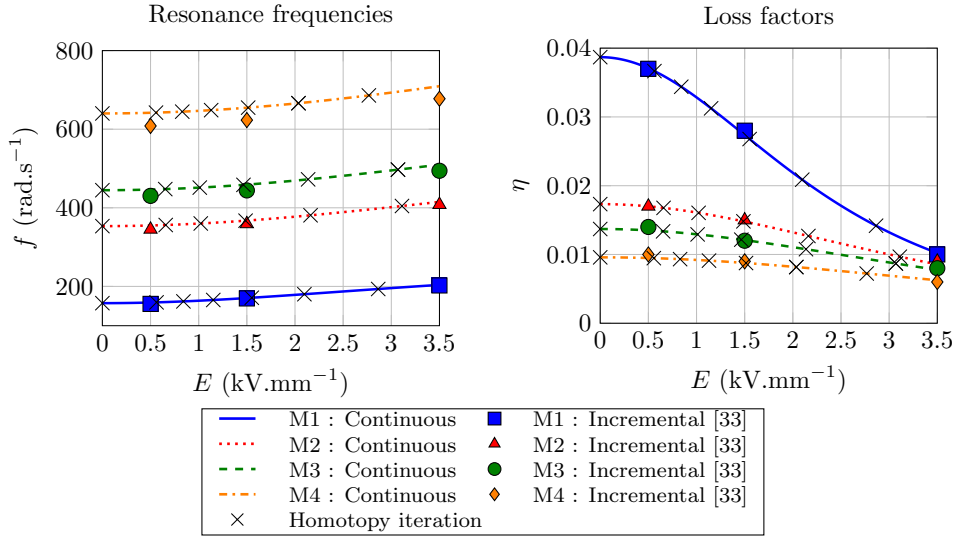 Resonance frequencies
800
600
400
200
0
0.5
1
1.5
2
2.5
3
3.5
f (rad.s⁻¹)
E (kV.mm⁻¹)
Loss factors
0.04
0.03
0.02
0.01
0
0
0.5
1
1.5
2
2.5
3
3.5
η
E (kV.mm⁻¹)
M1 : Continuous
M1 : Incremental [33]
M2 : Continuous
M2 : Incremental [33]
M3 : Continuous
M3 : Incremental [33]
M4 : Continuous
M4 : Incremental [33]
Homotopy iteration